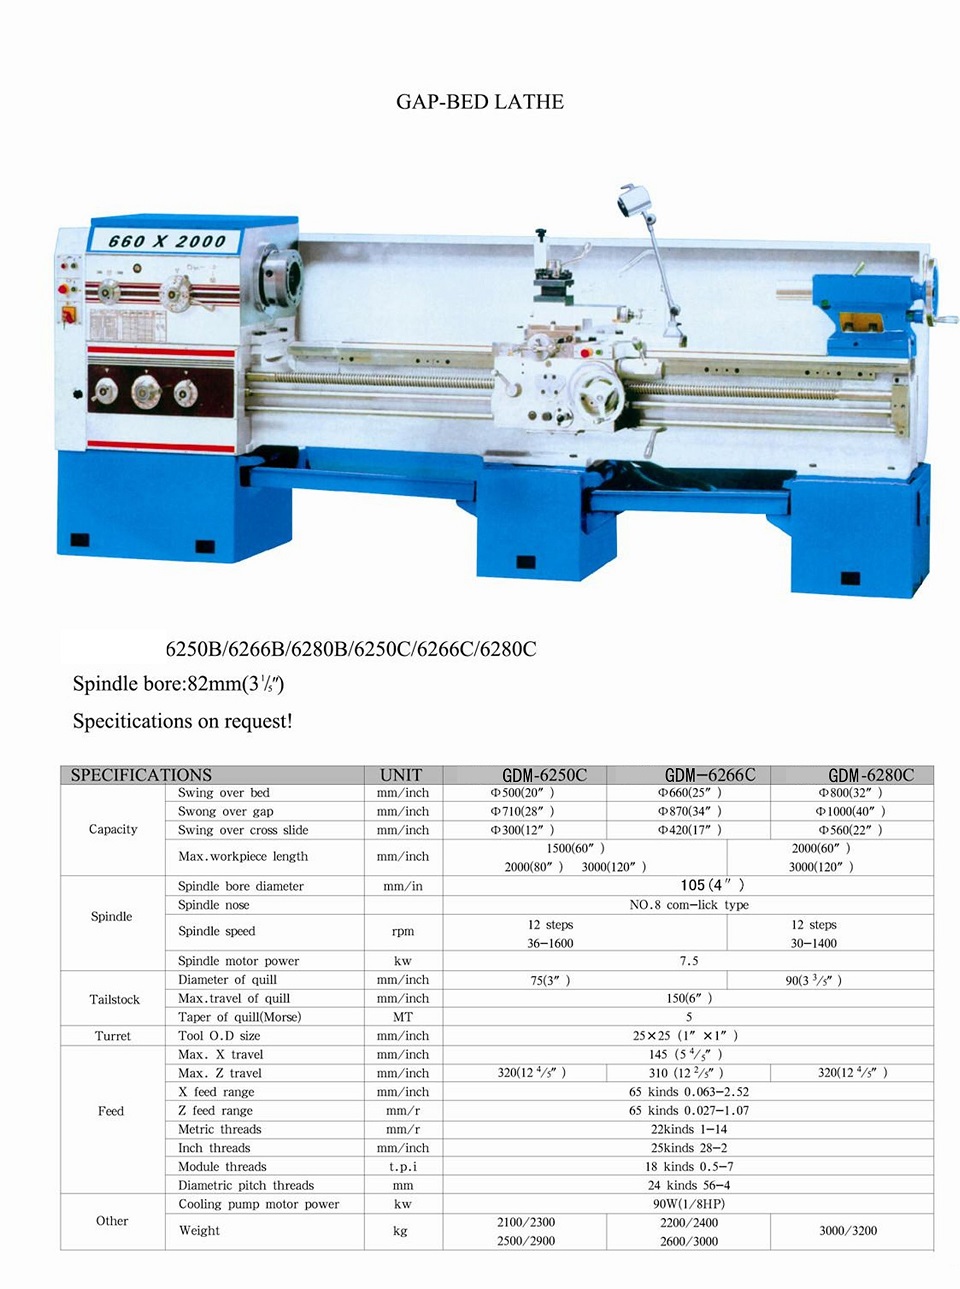 GAP-BED LATHE
660 X 2000
6250B/6266B/6280B/6250C/6266C/6280C
Spindle bore:82mm(3 1/5″)
Specitications on request!
SPECIFICATIONS UNIT GDM-6250C GDM-6266C GDM-6280C
Capacity
Swing over bed mm/inch Φ500(20″) Φ660(25″) Φ800(32″)
Swong over gap mm/inch Φ710(28″) Φ870(34″) Φ1000(40″)
Swing over cross slide mm/inch Φ300(12″) Φ420(17″) Φ560(22″)
Max.workpiece length mm/inch 1500(60″) 2000(60″)
2000(80″) 3000(120″) 3000(120″)
Spindle
Spindle bore diameter mm/in 105(4″)
Spindle nose NO.8 com-lick type
Spindle speed rpm 12 steps 12 steps
36-1600 30-1400
Spindle motor power kw 7.5
Tailstock
Diameter of quill mm/inch 75(3″) 90(3 3/5″)
Max.travel of quill mm/inch 150(6″)
Taper of quill(Morse) MT 5
Turret Tool O.D size mm/inch 25×25 (1″ ×1″)
Feed
Max. X travel mm/inch 145 (5 4/5″)
Max. Z travel mm/inch 320(12 4/5″) 310 (12 2/5″) 320(12 4/5″)
X feed range mm/inch 65 kinds 0.063-2.52
Z feed range mm/r 65 kinds 0.027-1.07
Metric threads mm/r 22kinds 1-14
Inch threads mm/inch 25kinds 28-2
Module threads t.p.i 18 kinds 0.5-7
Diametric pitch threads mm 24 kinds 56-4
Other
Cooling pump motor power kw 90W(1/8HP)
Weight kg 2100/2300 2200/2400 3000/3200
2500/2900 2600/3000